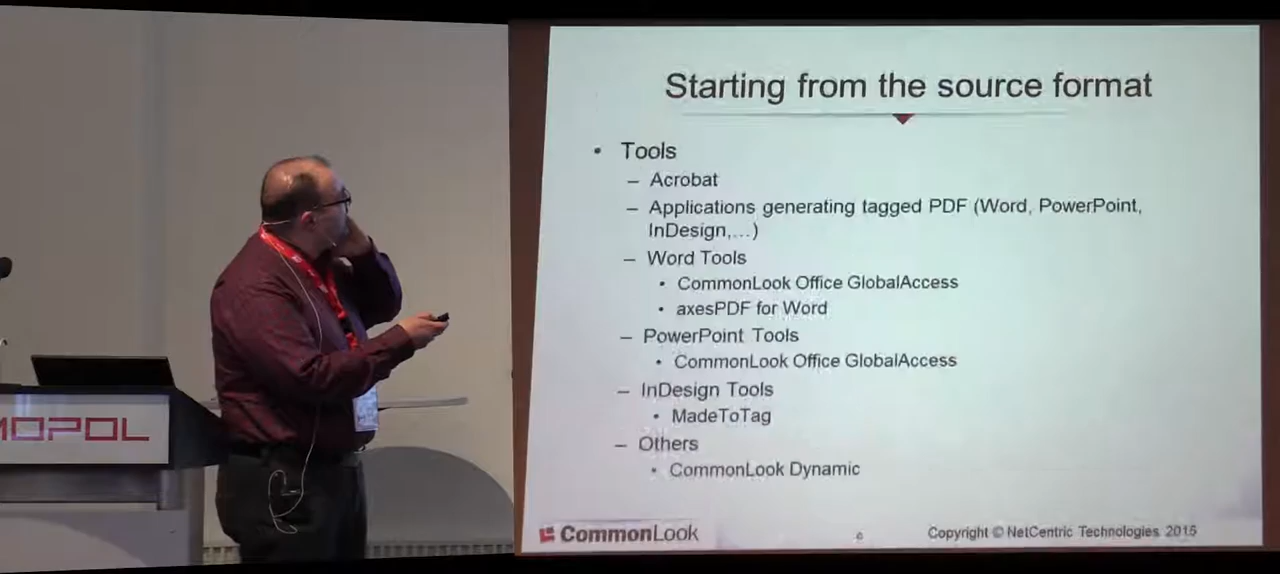 Starting from the source format
• Tools
– Acrobat
– Applications generating tagged PDF (Word, PowerPoint,
InDesign,…)
– Word Tools
• CommonLook Office GlobalAccess
• axesPDF for Word
– PowerPoint Tools
• CommonLook Office GlobalAccess
– InDesign Tools
• MadeToTag
– Others
• CommonLook Dynamic
MOPOL
CommonLook
Copyright © NetCentric Technologies 2015